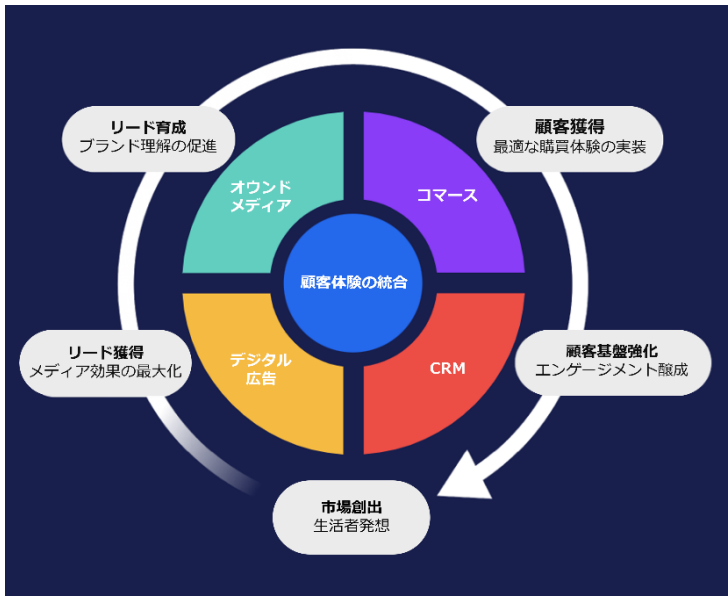 リード育成
ブランド理解の促進
顧客獲得
最適な購買体験の実装
オウンド
メディア
コマース
顧客体験の統合
リード獲得
メディア効果の最大化
デジタル
広告
CRM
顧客基盤強化
エンゲージメント醸成
市場創出
生活者発想